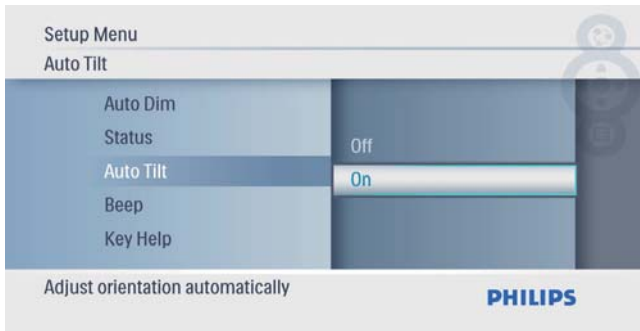 Setup Menu
Auto Tilt
Auto Dim
Status
Auto Tilt
Beep
Key Help
Off
On
Adjust orientation automatically
PHILIPS